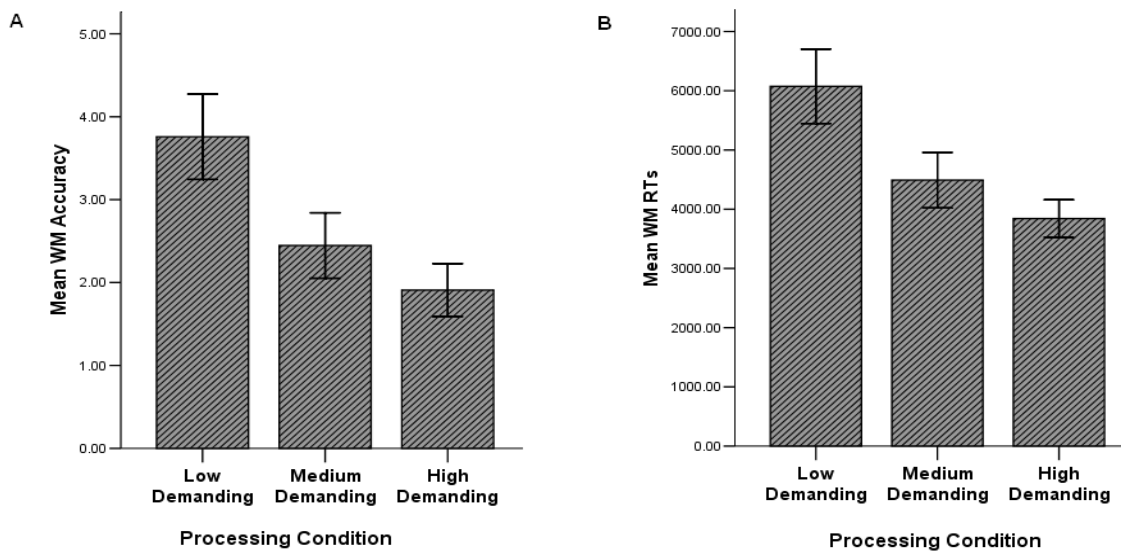 A
Mean WM Accuracy
5.00
4.00
3.00
2.00
1.00
0.00
Low
Demanding
Medium
Demanding
High
Demanding
Processing Condition
B
Mean WM RTs
7000.00
6000.00
5000.00
4000.00
3000.00
2000.00
1000.00
0.00
Low
Demanding
Medium
Demanding
High
Demanding
Processing Condition